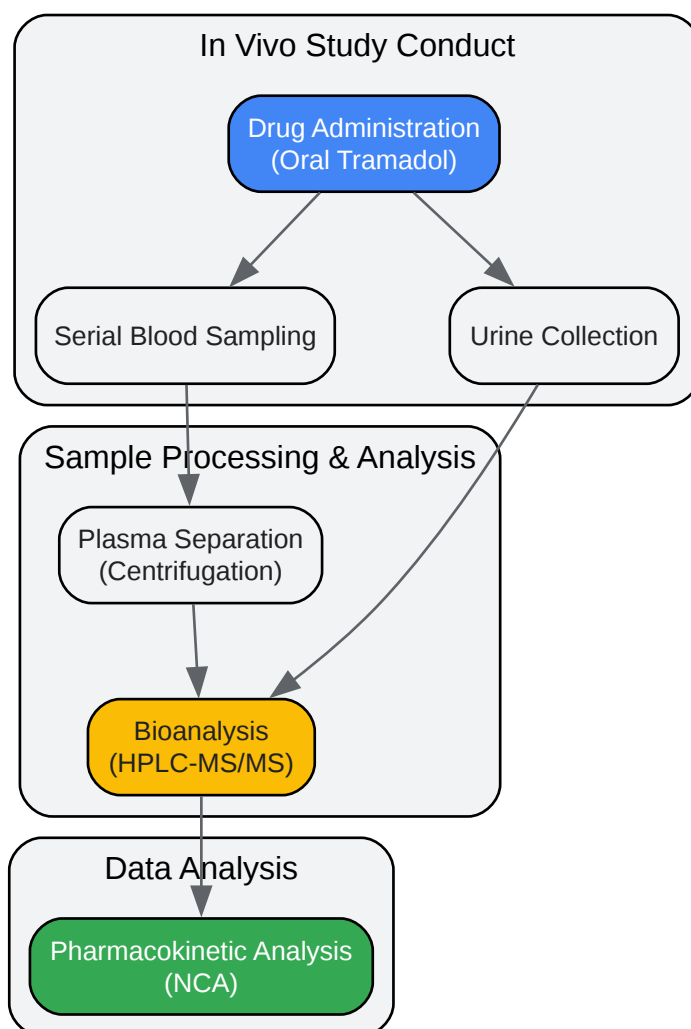 In Vivo Study Conduct
Drug Administration
(Oral Tramadol)
Serial Blood Sampling
Urine Collection
Sample Processing & Analysis
Plasma Separation
(Centrifugation)
Bioanalysis
(HPLC-MS/MS)
Data Analysis
Pharmacokinetic Analysis
(NCA)